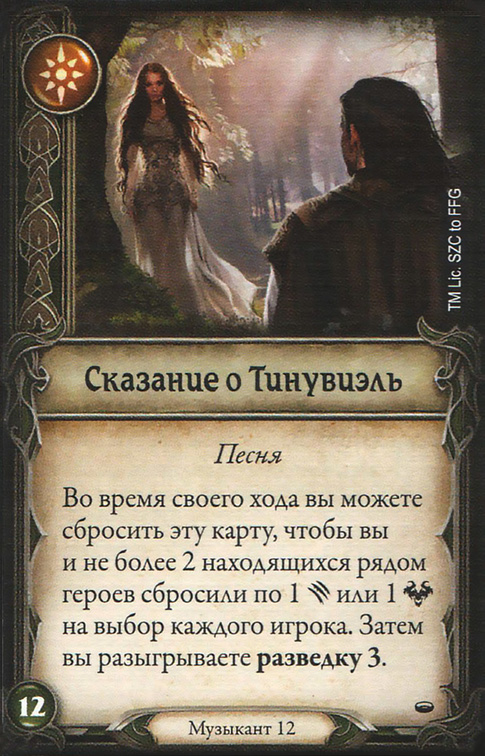 TM Lic. SZC to FFG
Сказание о Тинувиэль
Песня
Во время своего хода вы можете
сбросить эту карту, чтобы вы
и не более 2 находящихся рядом
героев сбросили по 1 или 1
на выбор каждого игрока. Затем
вы разыгрываете разведку 3.
12
Музыкант 12